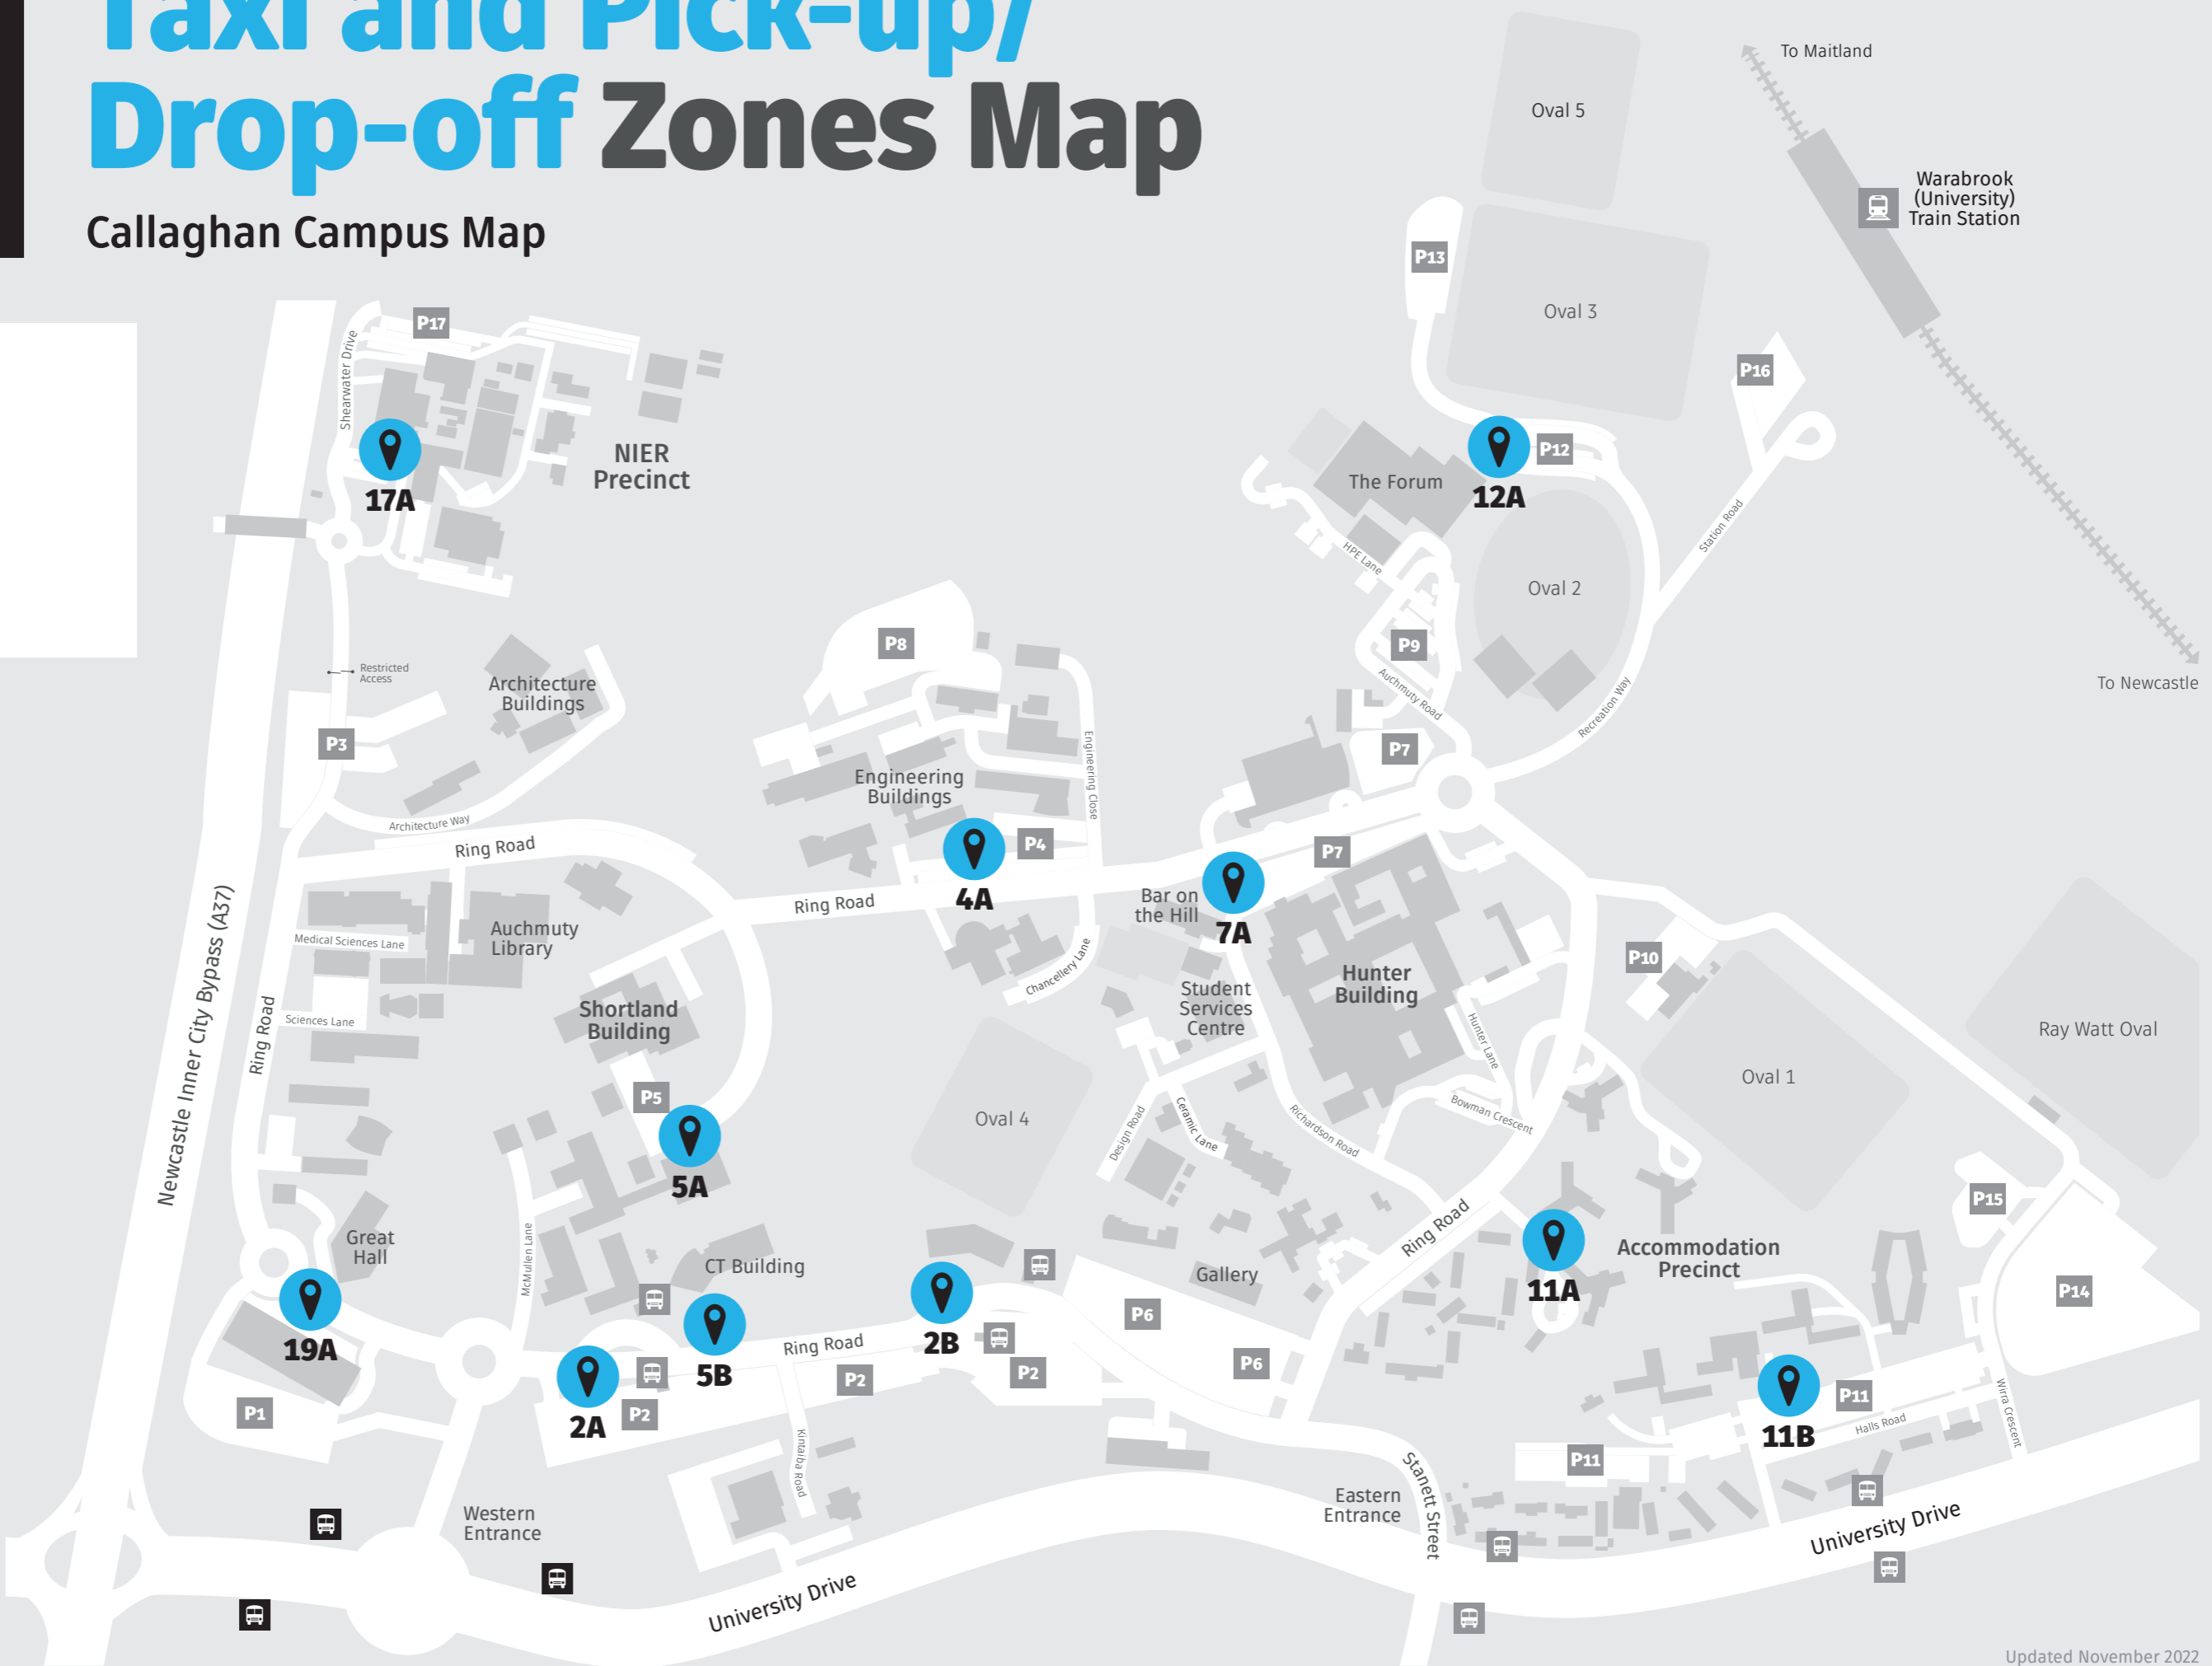 Taxi and Pick-up/
Drop-off Zones Map
Callaghan Campus Map
To Maitland
Oval 5
Warabrook
(University)
Train Station
P13
Oval 3
P17
Shearwater Drive
P16
NIER
Precinct
17A
The Forum
12A
P12
HPE Lane
Station Road
Oval 2
To Newcastle
Restricted
Access
Architecture
Buildings
P8
P9
Auchmuty Road
Recreation Way
P3
P7
Engineering
Buildings
Engineering Close
Architecture Way
Ring Road
P4
4A
P7
Ring Road
Bar on
the Hill
7A
Newcastle Inner City Bypass (A37)
Medical Sciences Lane
Auchmuty
Library
Chancellery Lane
Hunter
Building
P10
Ring Road
Sciences Lane
Shortland
Building
Student
Services
Centre
Hunter Lane
Ray Watt Oval
Oval 1
P5
5A
Oval 4
Design Road
Ceramic Lane
Richardson Road
Bowman Crescent
P15
Great
Hall
McMullen Lane
CT Building
Gallery
Ring Road
11A
Accommodation
Precinct
P14
19A
5B
Ring Road
2B
P6
P6
P1
2A
P2
P2
P2
Kintaiba Road
11B
P11
Halls Road
Wirra Crescent
P11
Western
Entrance
Eastern
Entrance
Stanett Street
University Drive
University Drive
Updated November 2022